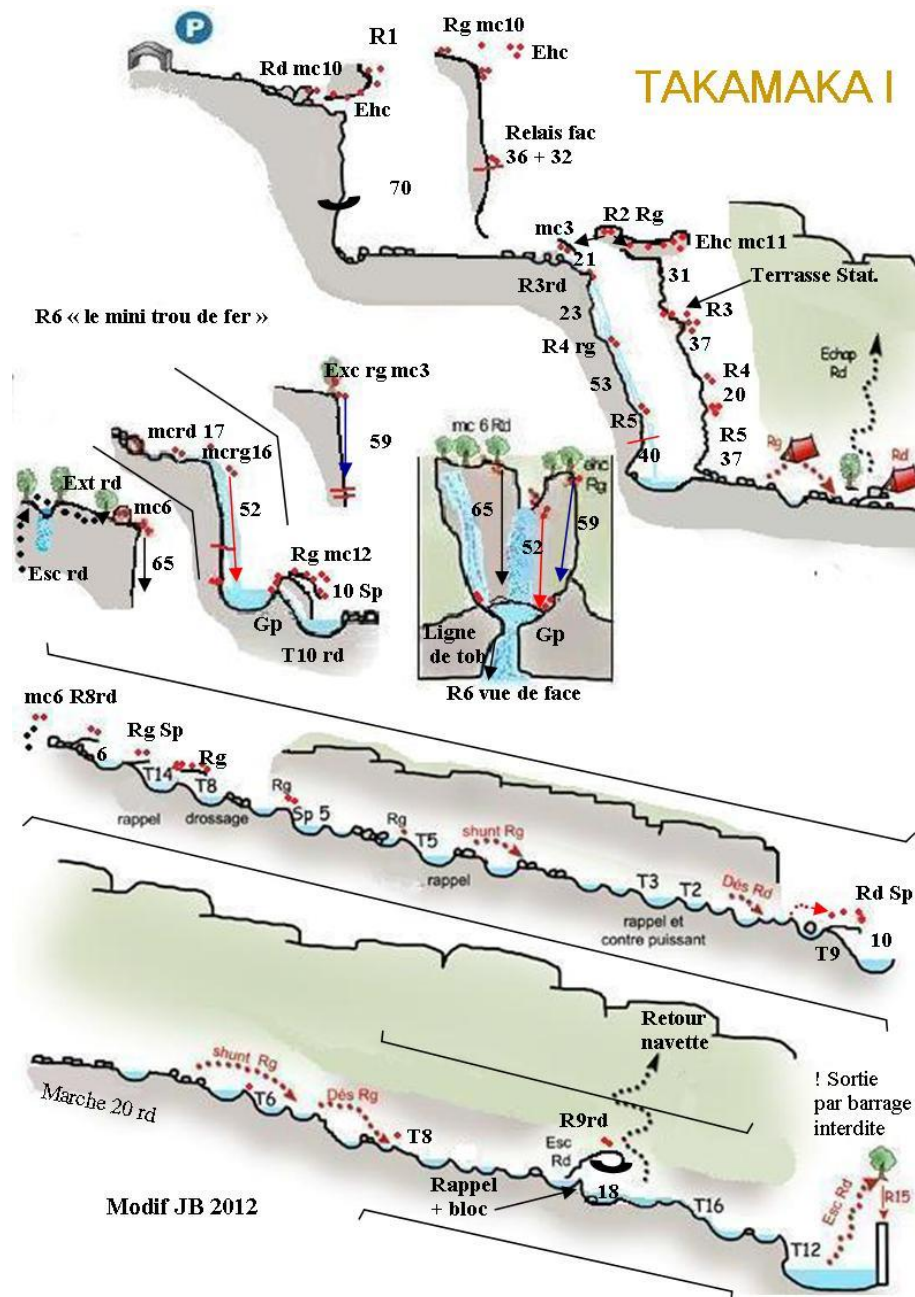 P
R1
Rg mc10
Ehc
Rd mc10
Ehc
TAKAMAKA I
Relais fac
36 + 32
70
mc3
R2 Rg
Ehc mc11
21
31
Terrasse Stat.
R3rd
R3
23
37
R6 « le mini trou de fer »
R4 rg
Echap
Rd
R4
20
53
Exc rg mc3
mc 6 Rd
R5
R5
37
40
Rg
Rd
mcrd 17
59
ehc
Rg
mcrg16
Ext rd
mc6
52
65
59
52
Esc rd
65
Rg mc12
10 Sp
Gp
T10 rd
Ligne
de tob
Gp
R6 vue de face
mc6 R8rd
Rg Sp
6
Rg
T14
T8
Rg
rappel
drossage
Sp 5
Rg
T5
shunt Rg
rappel
T3
T2
Dés Rd
Rd Sp
rappel et
contre puissant
T9
10
Retour
navette
shunt Rg
! Sortie
par barrage
interdite
Marche 20 rd
T6
Dés Rg
T8
R9rd
Esc
Rd
Rappel
+ bloc
18
Esc Rd
R15
Modif JB 2012
T16
T12